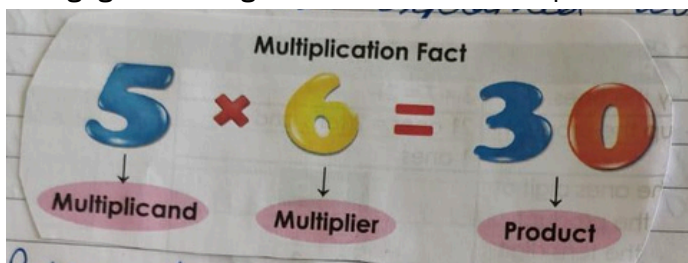 Multiplication Fact
5 × 6 = 30
Multiplicand
Multiplier
Product